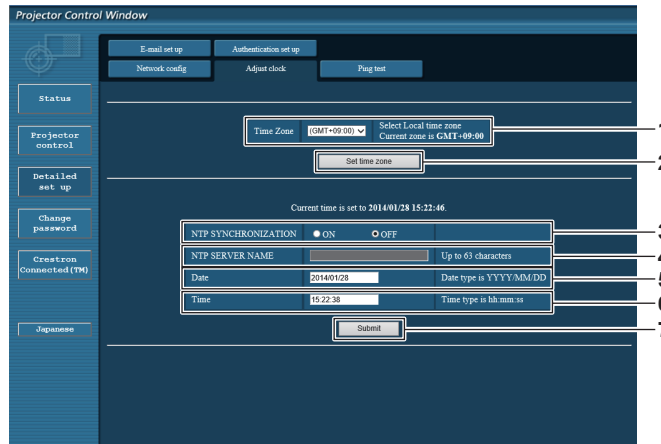 Projector Control Window
E-mail set up
Authentication set up
Network config
Adjust clock
Ping test
Status
Projector
control
Detailed
set up
Change
password
Crestron
Connected(TM)
Japanese
Time Zone
(GMT+09:00)
Select Local time zone
Current zone is GMT+09:00
Set time zone
Current time is set to 2014/01/28 15:22:46.
NTP SYNCHRONIZATION
ON
OFF
NTP SERVER NAME
Up to 63 characters
Date
2014/01/28
Date type is YYYY/MM/DD
Time
15:22:38
Time type is hh:mm:ss
Submit